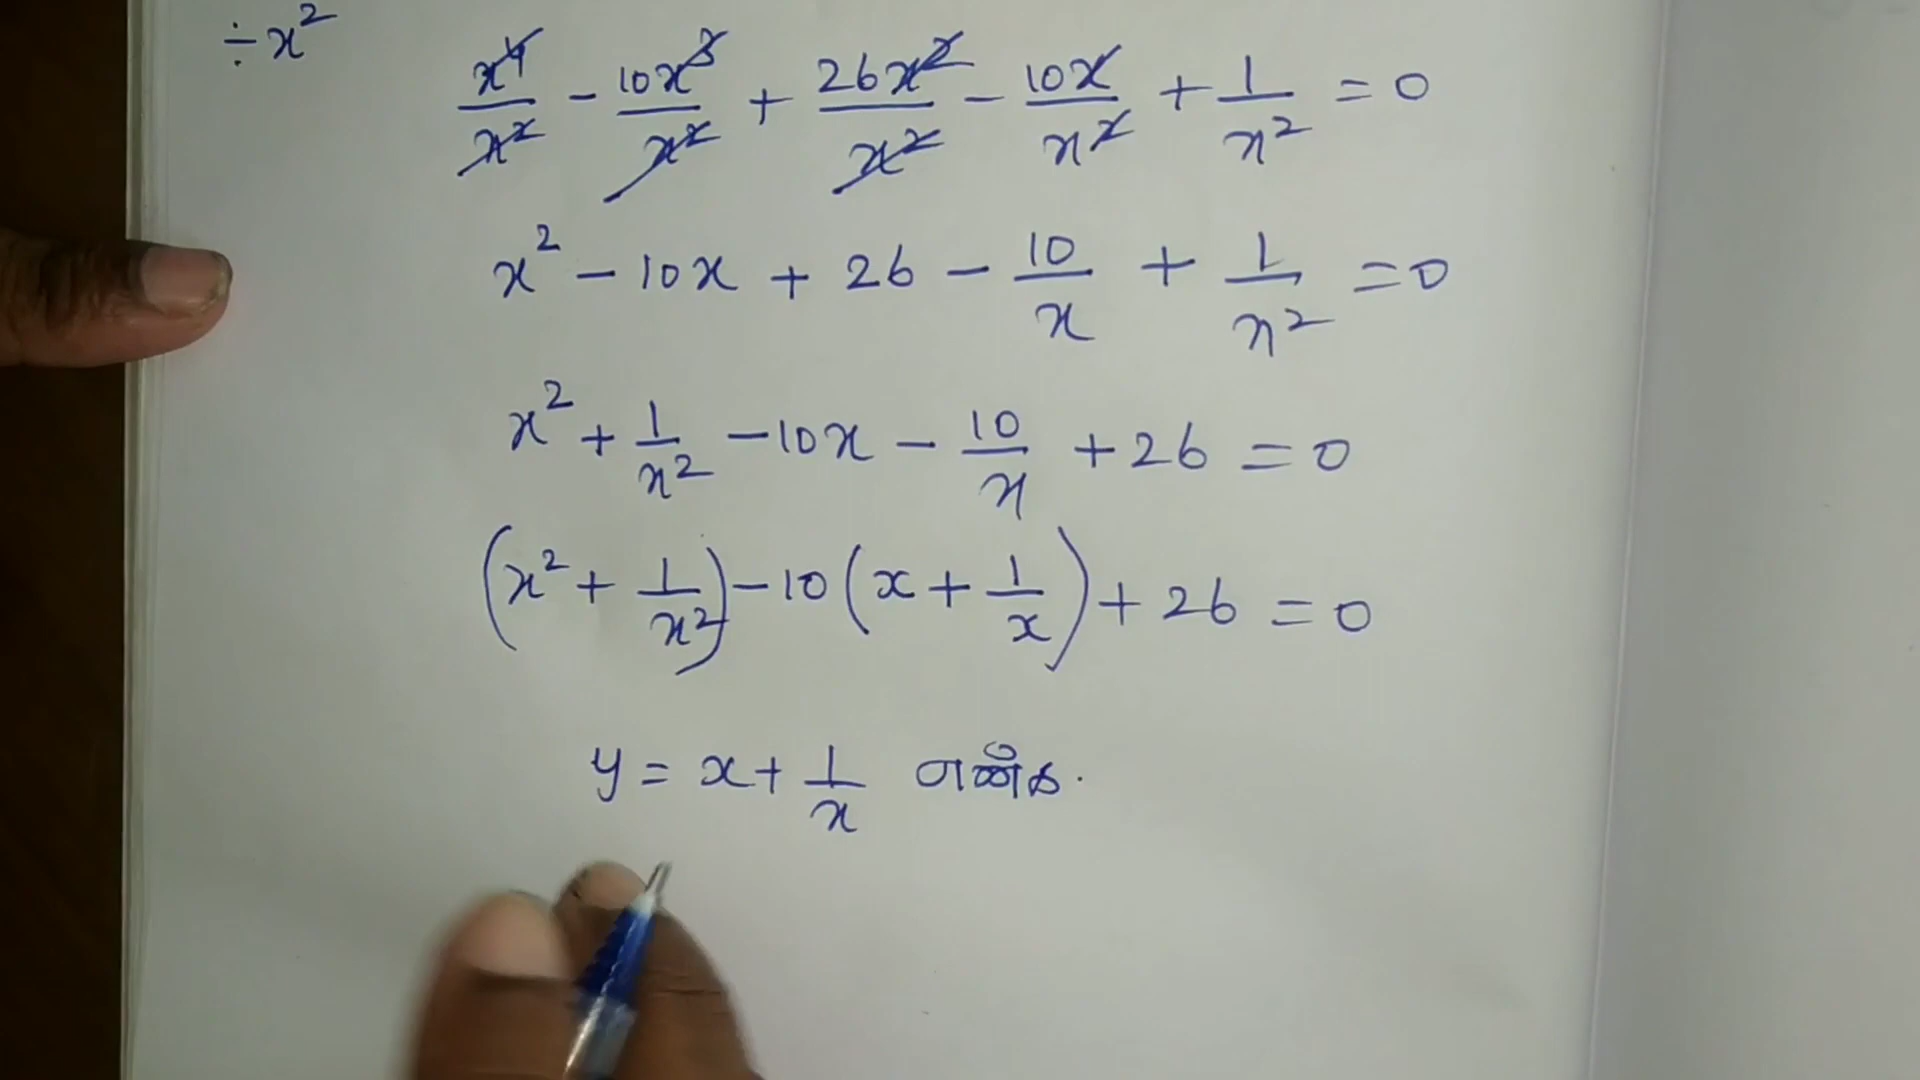 ÷x²
x⁴/x² - 10x³/x² + 26x²/x² - 10x/x² + 1/x² = 0
x² - 10x + 26 - 10/x + 1/x² = 0
x² + 1/x² - 10x - 10/x + 26 = 0
(x² + 1/x²) - 10(x + 1/x) + 26 = 0
y = x + 1/x என்க.